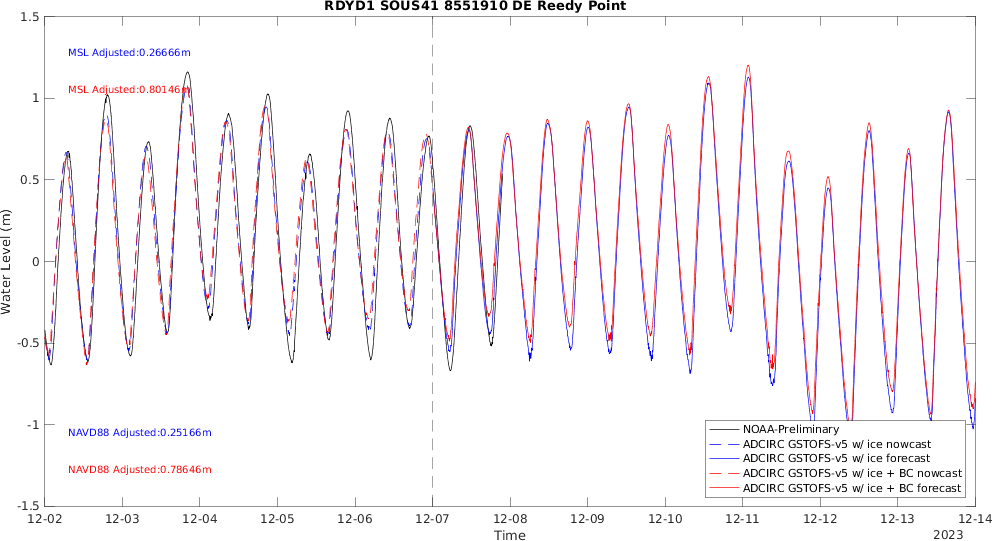 RDYD1 SOUS41 8551910 DE Reedy Point
1.5
1
0.5
0
-0.5
-1
-1.5
Water Level (m)
MSL Adjusted:0.26666m
MSL Adjusted:0.80146m
NAVD88 Adjusted:0.25166m
NAVD88 Adjusted:0.78646m
NOAA-Preliminary
ADCIRC GSTOFS-v5 w/ ice nowcast
ADCIRC GSTOFS-v5 w/ ice forecast
ADCIRC GSTOFS-v5 w/ ice + BC nowcast
ADCIRC GSTOFS-v5 w/ ice + BC forecast
12-02 12-03 12-04 12-05 12-06 12-07 12-08 12-09 12-10 12-11 12-12 12-13 12-14
Time
2023